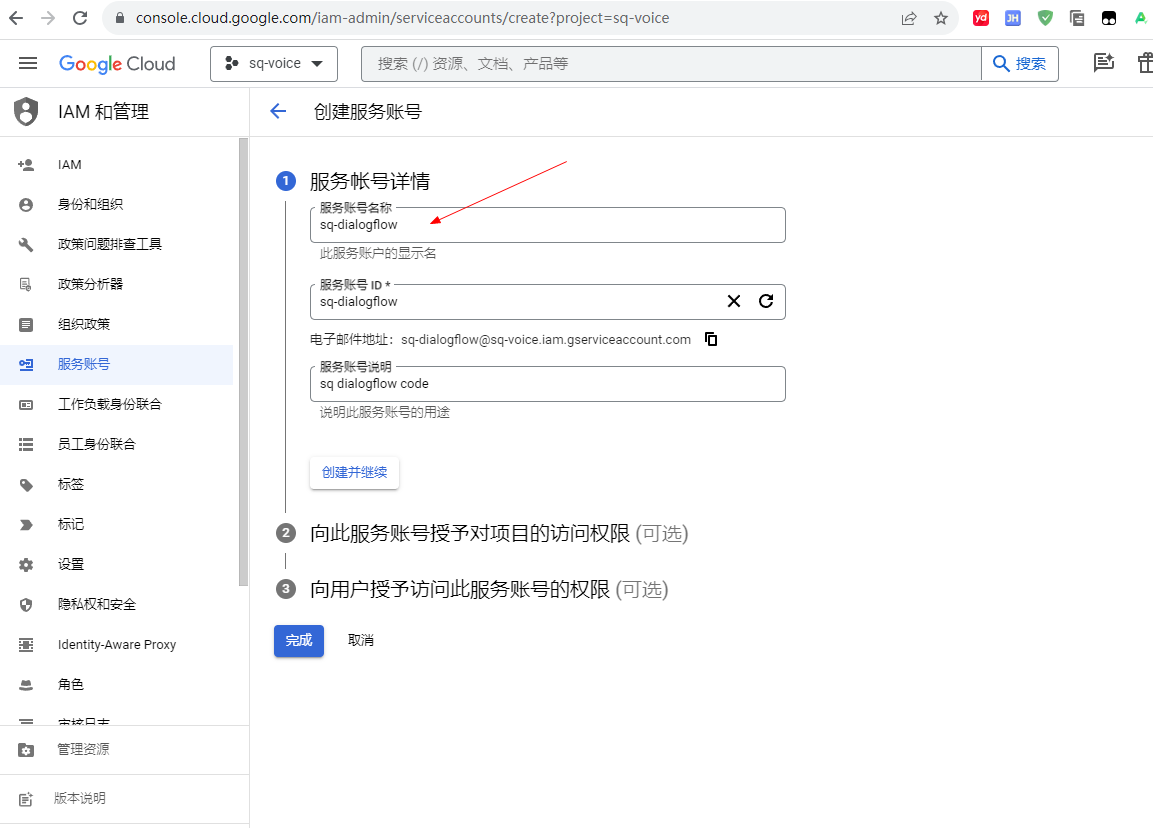 console.cloud.google.com/iam-admin/serviceaccounts/create?project=sq-voice
yd
JH
Google Cloud
sq-voice
搜索 (/) 资源、文档、产品等
搜索
IAM 和管理
创建服务账号
IAM
身份和组织
政策问题排查工具
政策分析器
组织政策
服务账号
工作负载身份联合
员工身份联合
标签
标记
设置
隐私权和安全
Identity-Aware Proxy
角色
审核日志
管理资源
版本说明
1
服务帐号详情
服务账号名称
sq-dialogflow
此服务账户的显示名
服务账号 ID *
sq-dialogflow
电子邮件地址：sq-dialogflow@sq-voice.iam.gserviceaccount.com
服务账号说明
sq dialogflow code
说明此服务账号的用途
创建并继续
2
向此服务账号授予对项目的访问权限 (可选)
3
向用户授予访问此服务账号的权限 (可选)
完成
取消